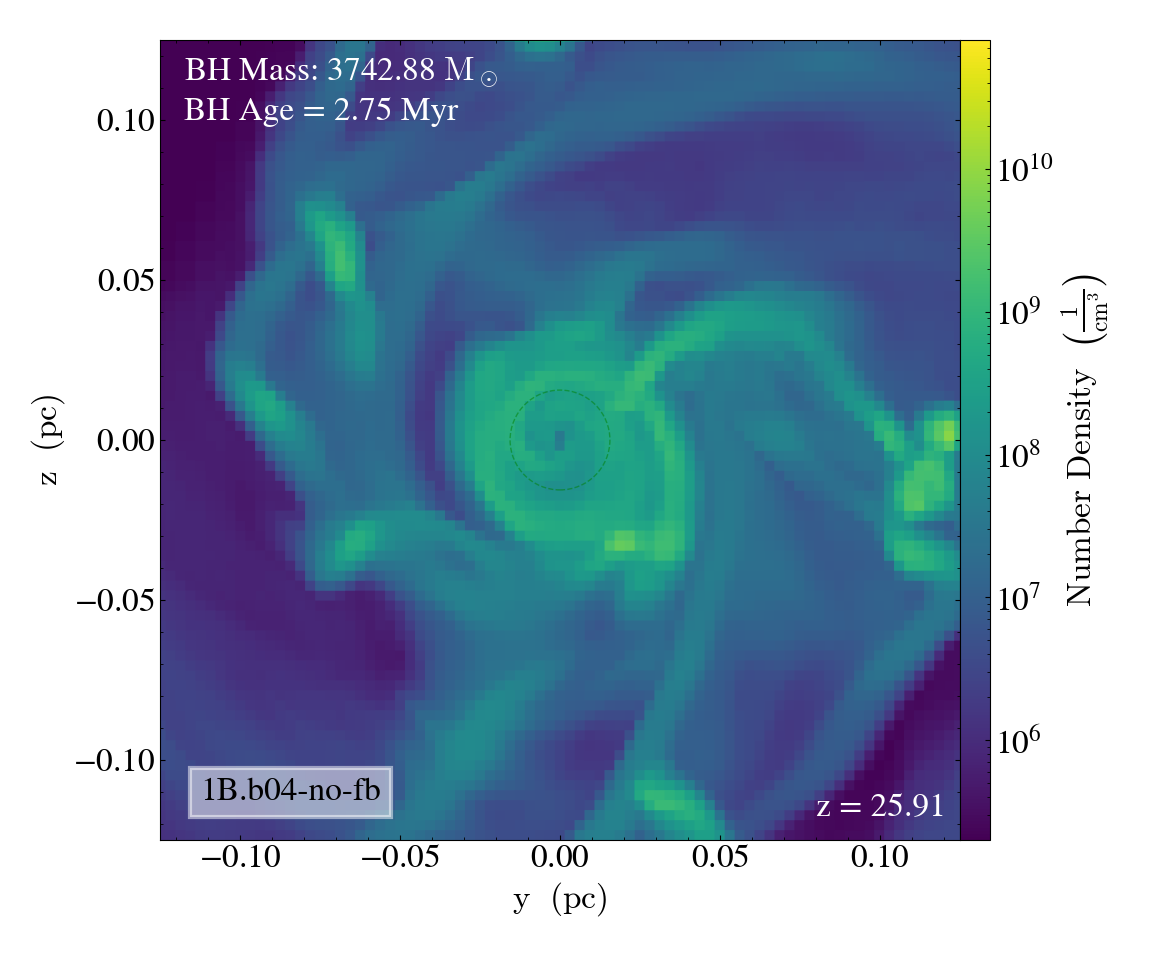 BH Mass: 3742.88 M⊙
BH Age = 2.75 Myr
0.10
0.05
0.00
−0.05
−0.10
z (pc)
1B.b04-no-fb
z = 25.91
−0.10 −0.05 0.00 0.05 0.10
y (pc)
10^10
10^9
10^8
10^7
10^6
Number Density (1/cm^3)